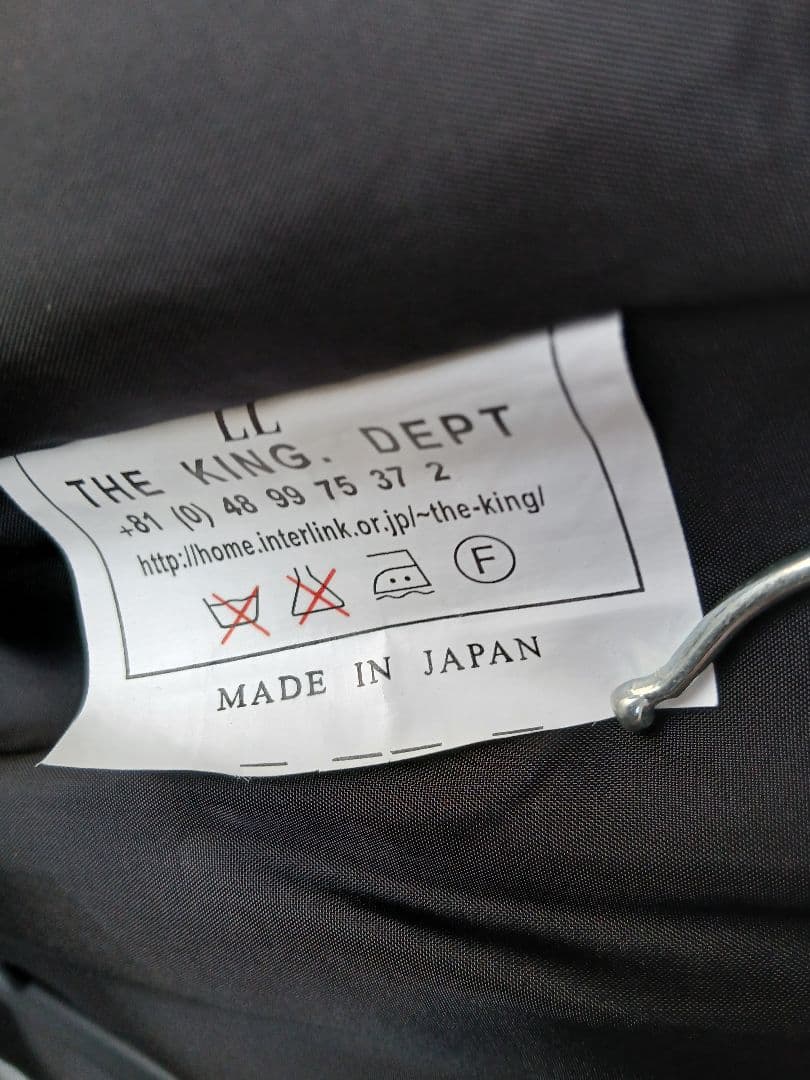 LL
THE KING. DEPT
+81 (0) 48 99 75 37 2
http://home.interlink.or.jp/~the-king/
F
MADE IN JAPAN